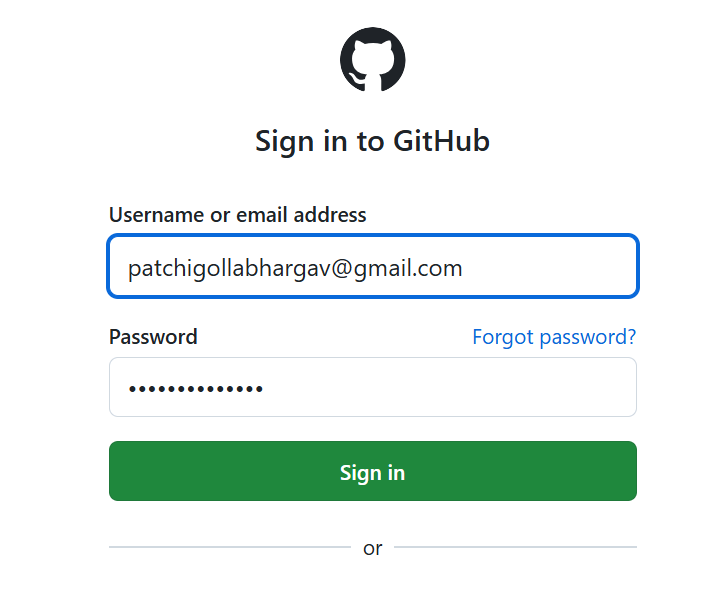 Sign in to GitHub
Username or email address
patchigollabhargav@gmail.com
Password Forgot password?
••••••••••••••
Sign in
or